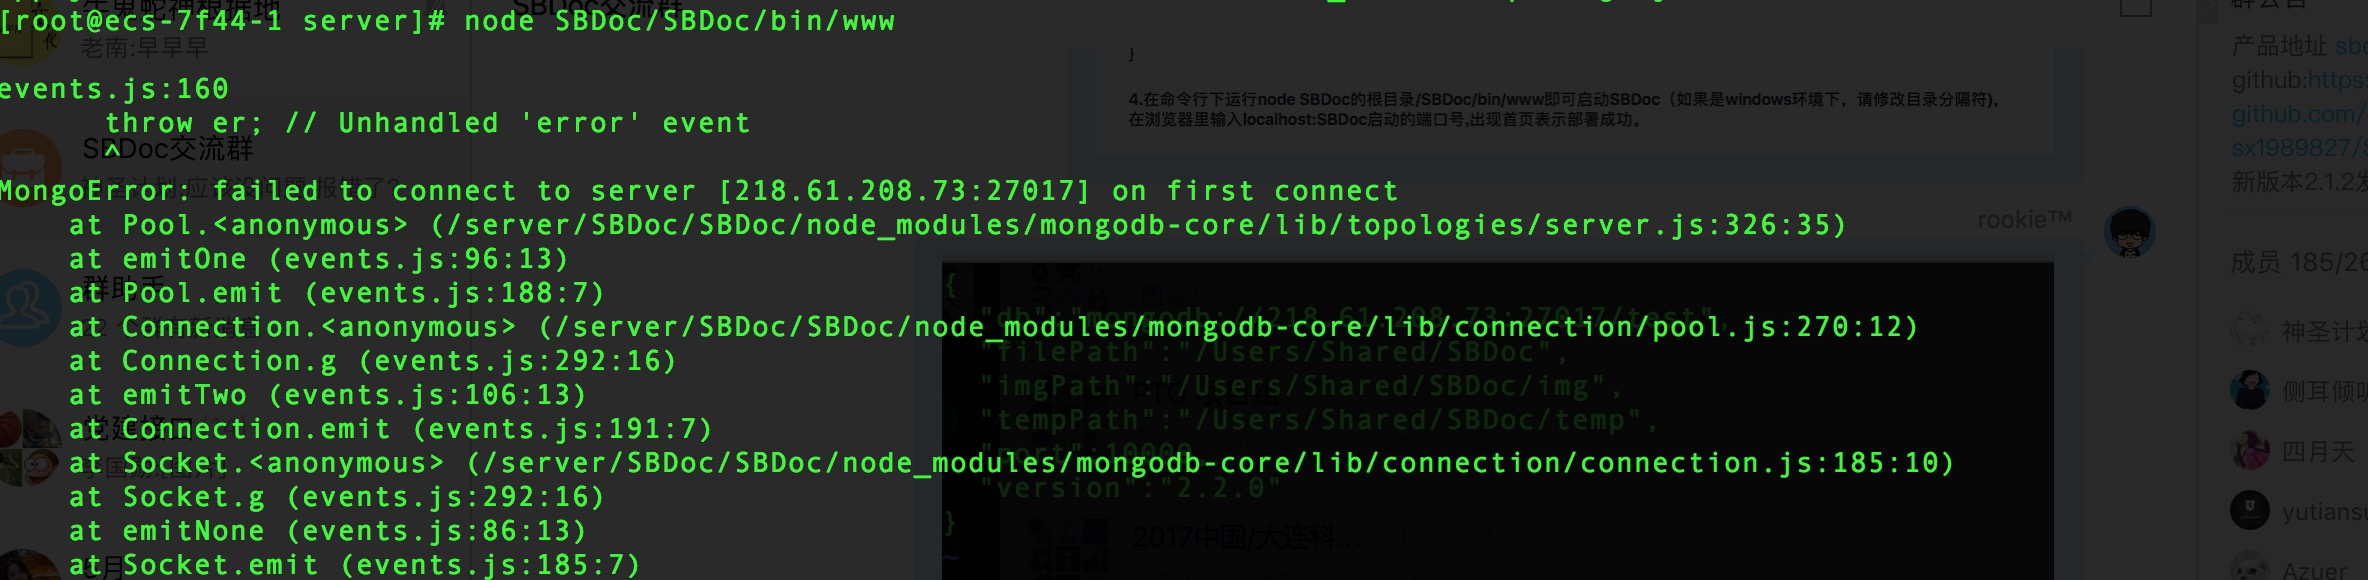 [root@ecs-7f44-1 server]# node SBDoc/SBDoc/bin/www
events.js:160
throw er; // Unhandled 'error' event
^
MongoError: failed to connect to server [218.61.208.73:27017] on first connect
at Pool.<anonymous> (/server/SBDoc/SBDoc/node_modules/mongodb-core/lib/topologies/server.js:326:35)
at emitOne (events.js:96:13)
at Pool.emit (events.js:188:7)
at Connection.<anonymous> (/server/SBDoc/SBDoc/node_modules/mongodb-core/lib/connection/pool.js:270:12)
at Connection.g (events.js:292:16)
at emitTwo (events.js:106:13)
at Connection.emit (events.js:191:7)
at Socket.<anonymous> (/server/SBDoc/SBDoc/node_modules/mongodb-core/lib/connection/connection.js:185:10)
at Socket.g (events.js:292:16)
at emitNone (events.js:86:13)
at Socket.emit (events.js:185:7)
老南:早早早
SBDoc交流群
SBDoc交流群
群助手
党建接口
}
4.在命令行下运行node SBDoc的根目录/SBDoc/bin/www即可启动SBDoc（如果是windows环境下，请修改目录分隔符),
在浏览器里输入localhost:SBDoc启动的端口号,出现首页表示部署成功。
rookie™
{
"db":"mongodb://218.61.208.73:27017/test",
"filePath":"/Users/Shared/SBDoc",
"imgPath":"/Users/Shared/SBDoc/img",
"tempPath":"/Users/Shared/SBDoc/temp",
"port":10000,
"version":"2.2.0"
}
~
2017中国/大连科...
群公告
产品地址
github:https:
github.com/
sx1989827/S
新版本2.1.2发
成员 185/26
神圣计划
侧耳倾听
四月天
yutiansu
Azuer